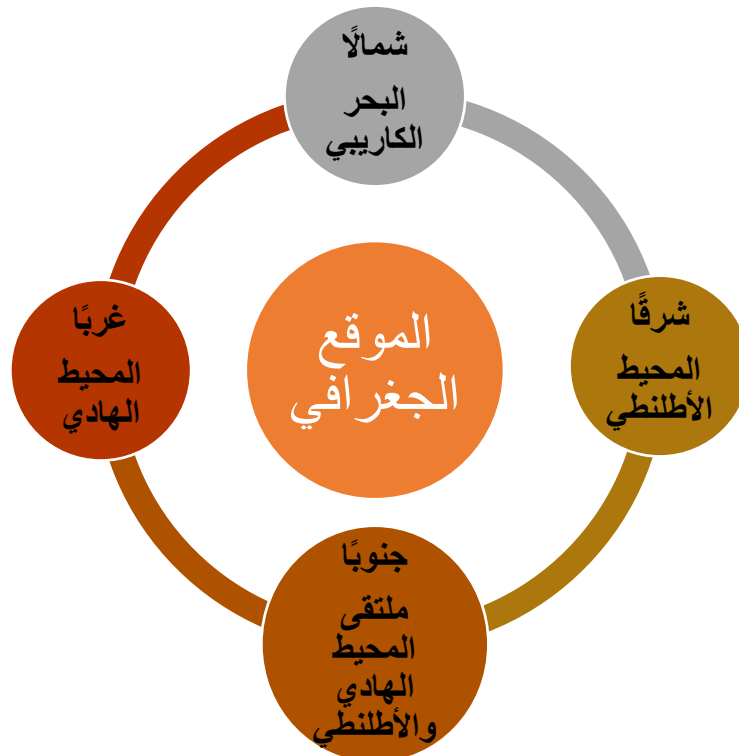 شمالًا
البحر
الكاريبي
شرقًا
المحيط
الأطلنطي
الموقع
الجغرافي
غربًا
المحيط
الهادي
جنوبًا
ملتقى
المحيط
الهادي
والأطلنطي